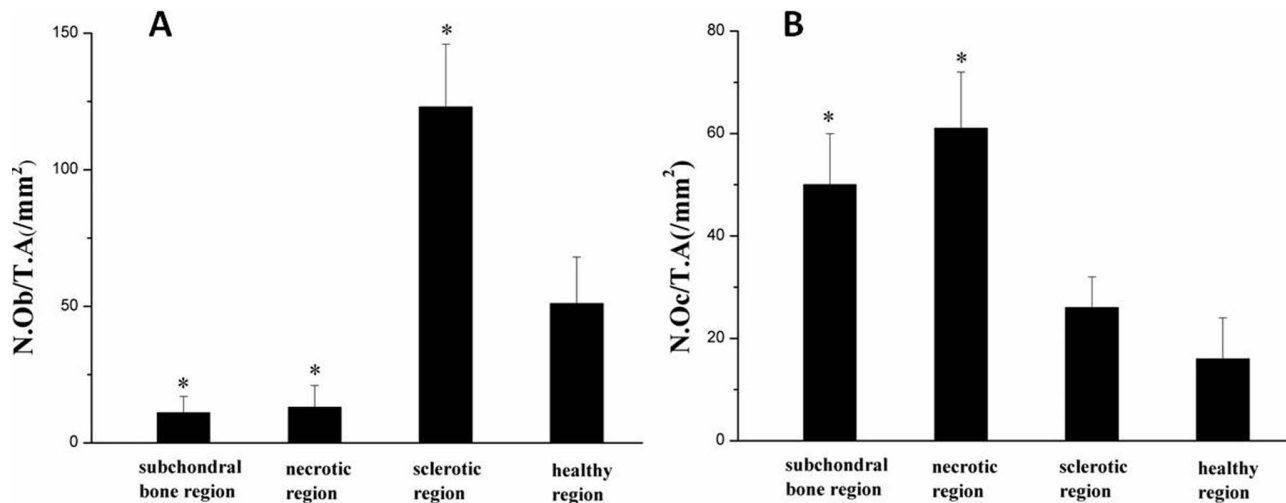 A
N.Ob/T.A(/mm²)
150
100
50
0
*
*
*
subchondral
bone region
necrotic
region
sclerotic
region
healthy
region
B
N.Oc/T.A(/mm²)
80
60
40
20
0
*
*
subchondral
bone region
necrotic
region
sclerotic
region
healthy
region